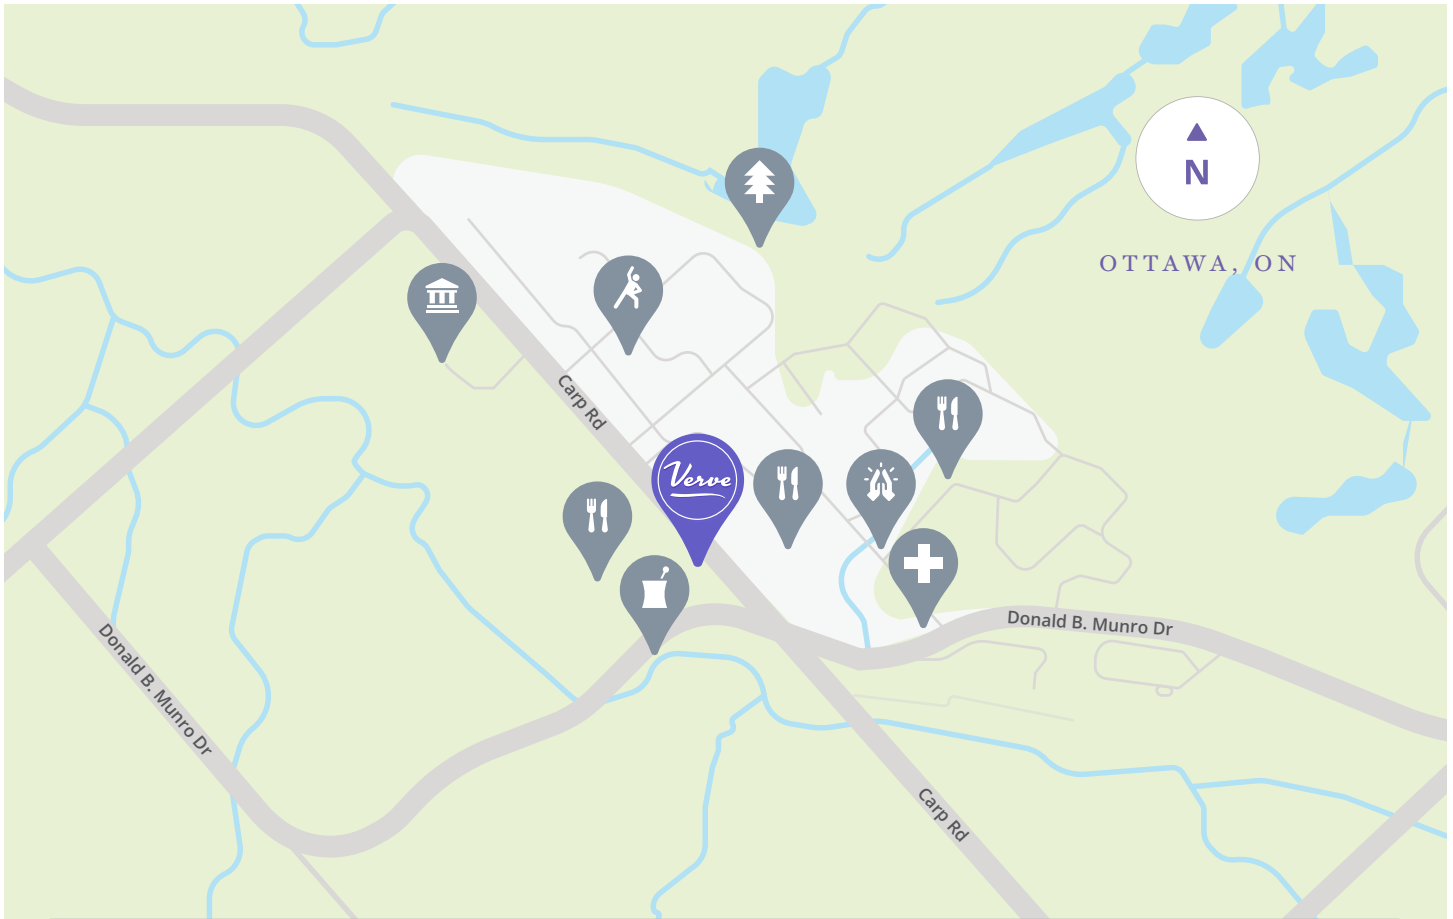 N
OTTAWA, ON
Carp Rd
Verve
Donald B. Munro Dr
Donald B. Munro Dr
Carp Rd